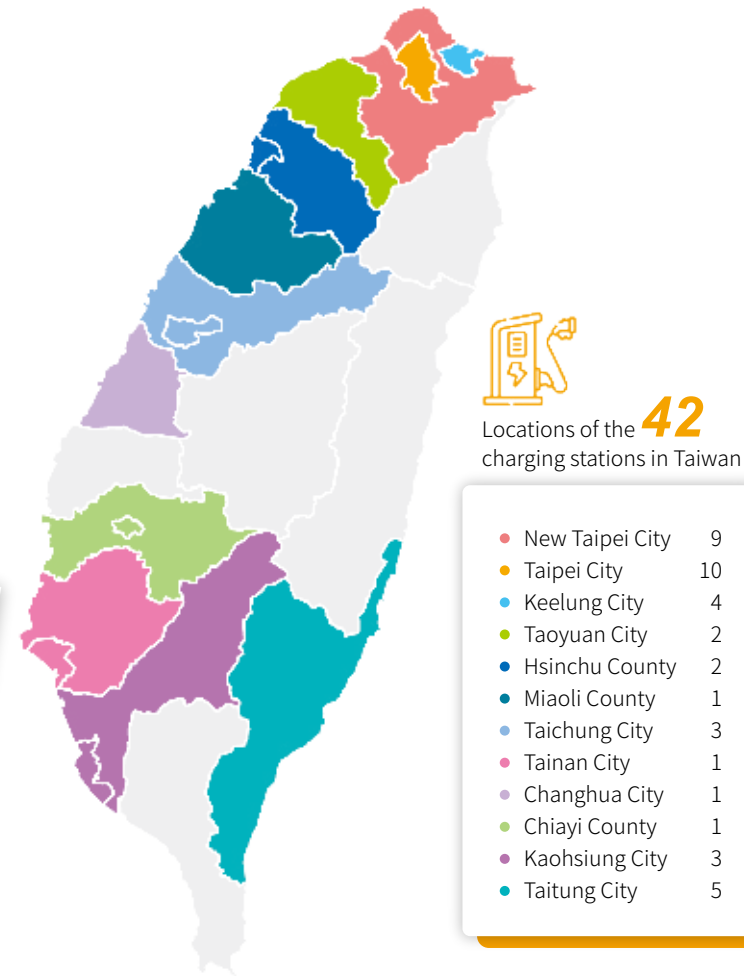 Locations of the 42
charging stations in Taiwan
New Taipei City 9
Taipei City 10
Keelung City 4
Taoyuan City 2
Hsinchu County 2
Miaoli County 1
Taichung City 3
Tainan City 1
Changhua City 1
Chiayi County 1
Kaohsiung City 3
Taitung City 5